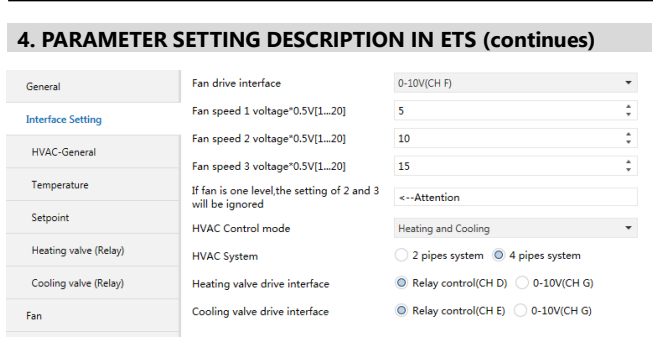 4. PARAMETER SETTING DESCRIPTION IN ETS (continues)
General
Interface Setting
HVAC-General
Temperature
Setpoint
Heating valve (Relay)
Cooling valve (Relay)
Fan
Fan drive interface 0-10V(CH F)
Fan speed 1 voltage*0.5V[1...20] 5
Fan speed 2 voltage*0.5V[1...20] 10
Fan speed 3 voltage*0.5V[1...20] 15
If fan is one level,the setting of 2 and 3
will be ignored <--Attention
HVAC Control mode Heating and Cooling
HVAC System 2 pipes system 4 pipes system
Heating valve drive interface Relay control(CH D) 0-10V(CH G)
Cooling valve drive interface Relay control(CH E) 0-10V(CH G)